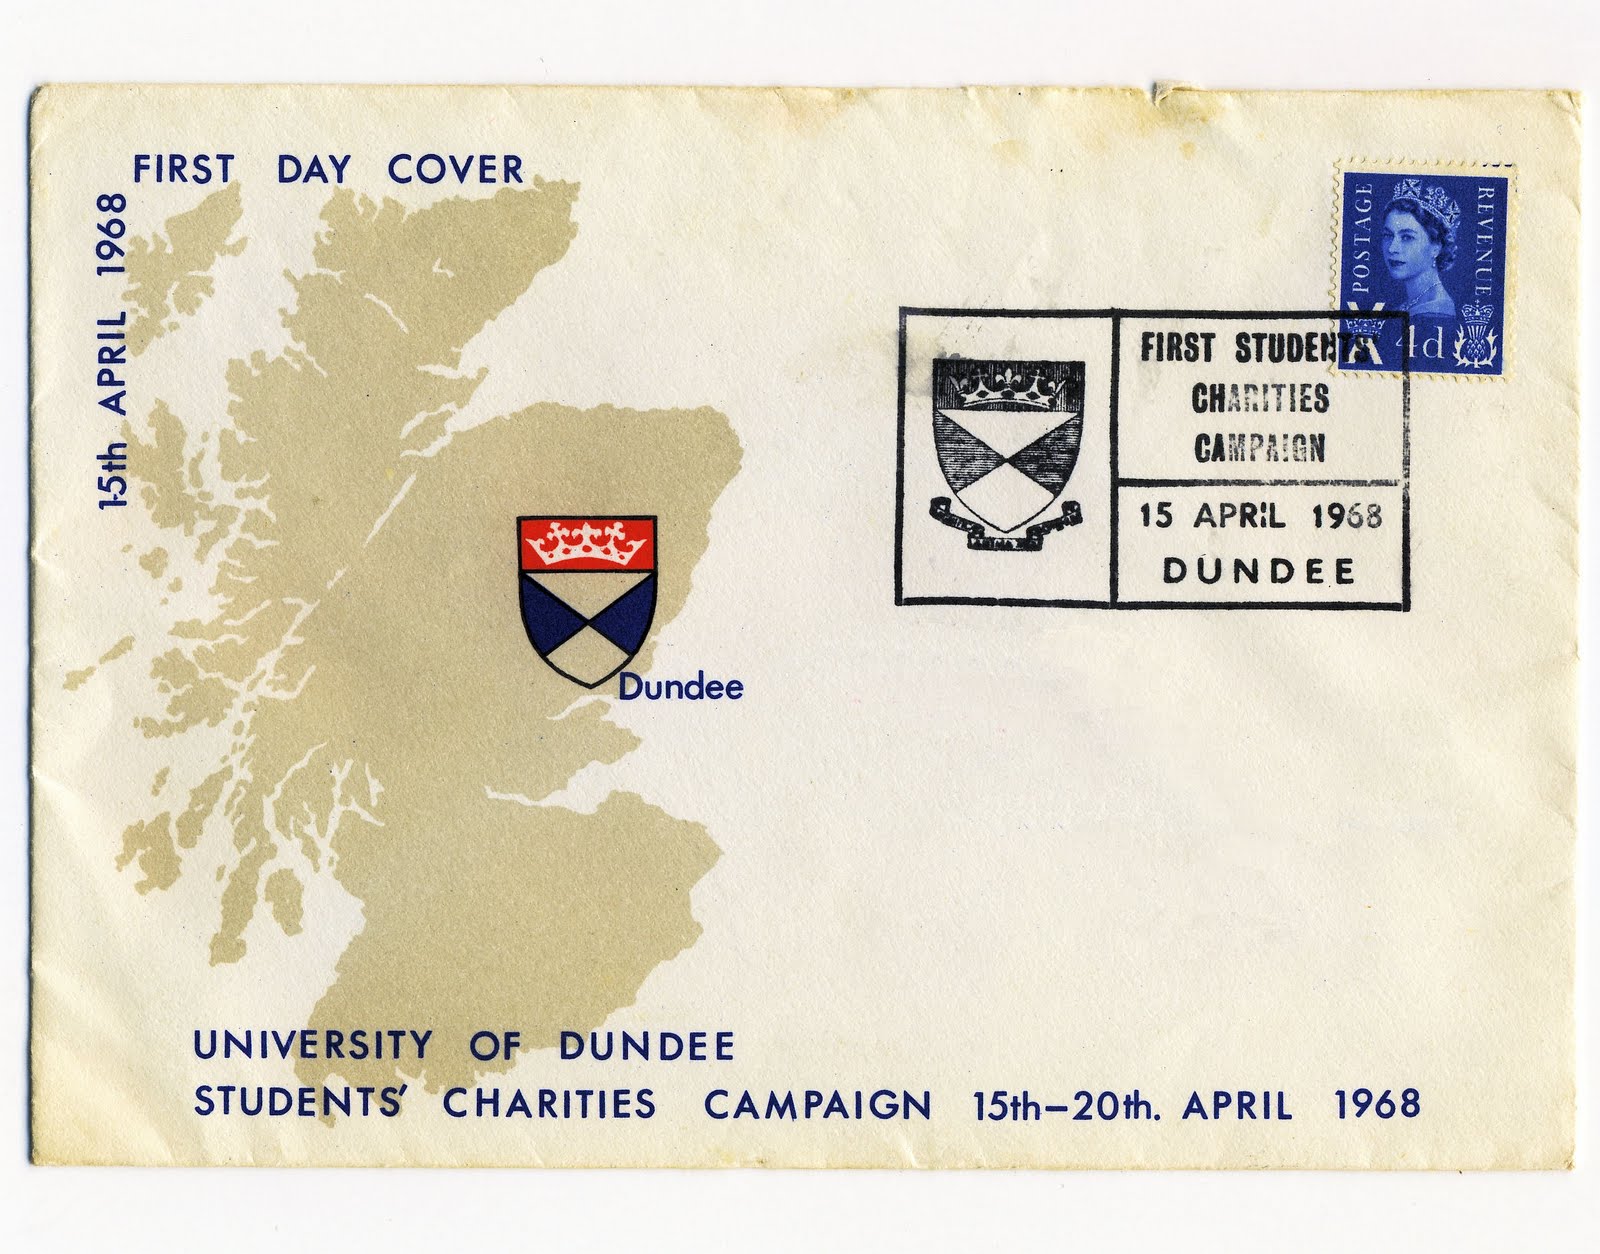 FIRST DAY COVER
15th APRIL 1968
POSTAGE
REVENUE
4d
FIRST STUDENTS'
CHARITIES
CAMPAIGN
15 APRIL 1968
DUNDEE
Dundee
UNIVERSITY OF DUNDEE
STUDENTS' CHARITIES CAMPAIGN 15th–20th. APRIL 1968